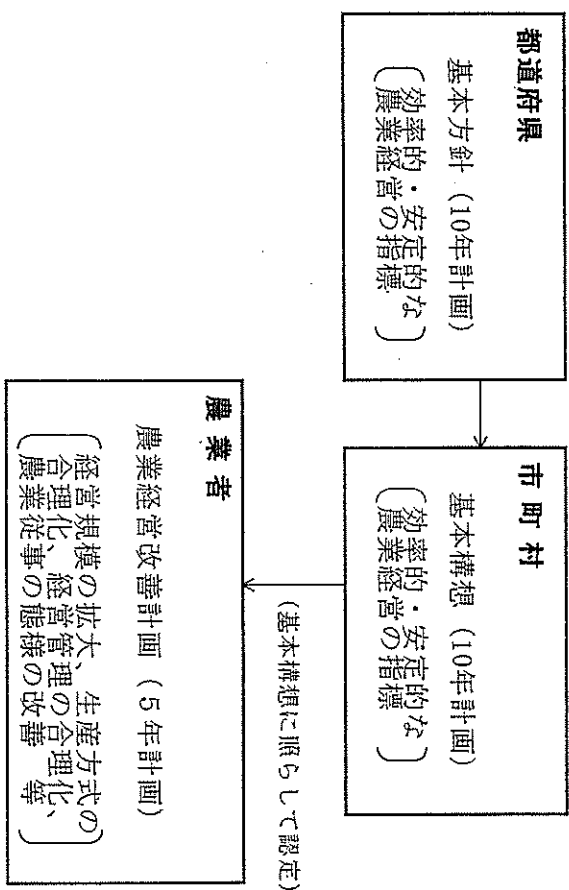 都道府県
基本方針（10年計画）
効率的・安定的な
農業経営の指標
市町村
基本構想（10年計画）
効率的・安定的な
農業経営の指標
（基本構想に照らして認定）
農業者
農業経営改善計画（５年計画）
経営規模の拡大、生産方式の
合理化、経営管理の合理化、
農業従事の態様の改善　等